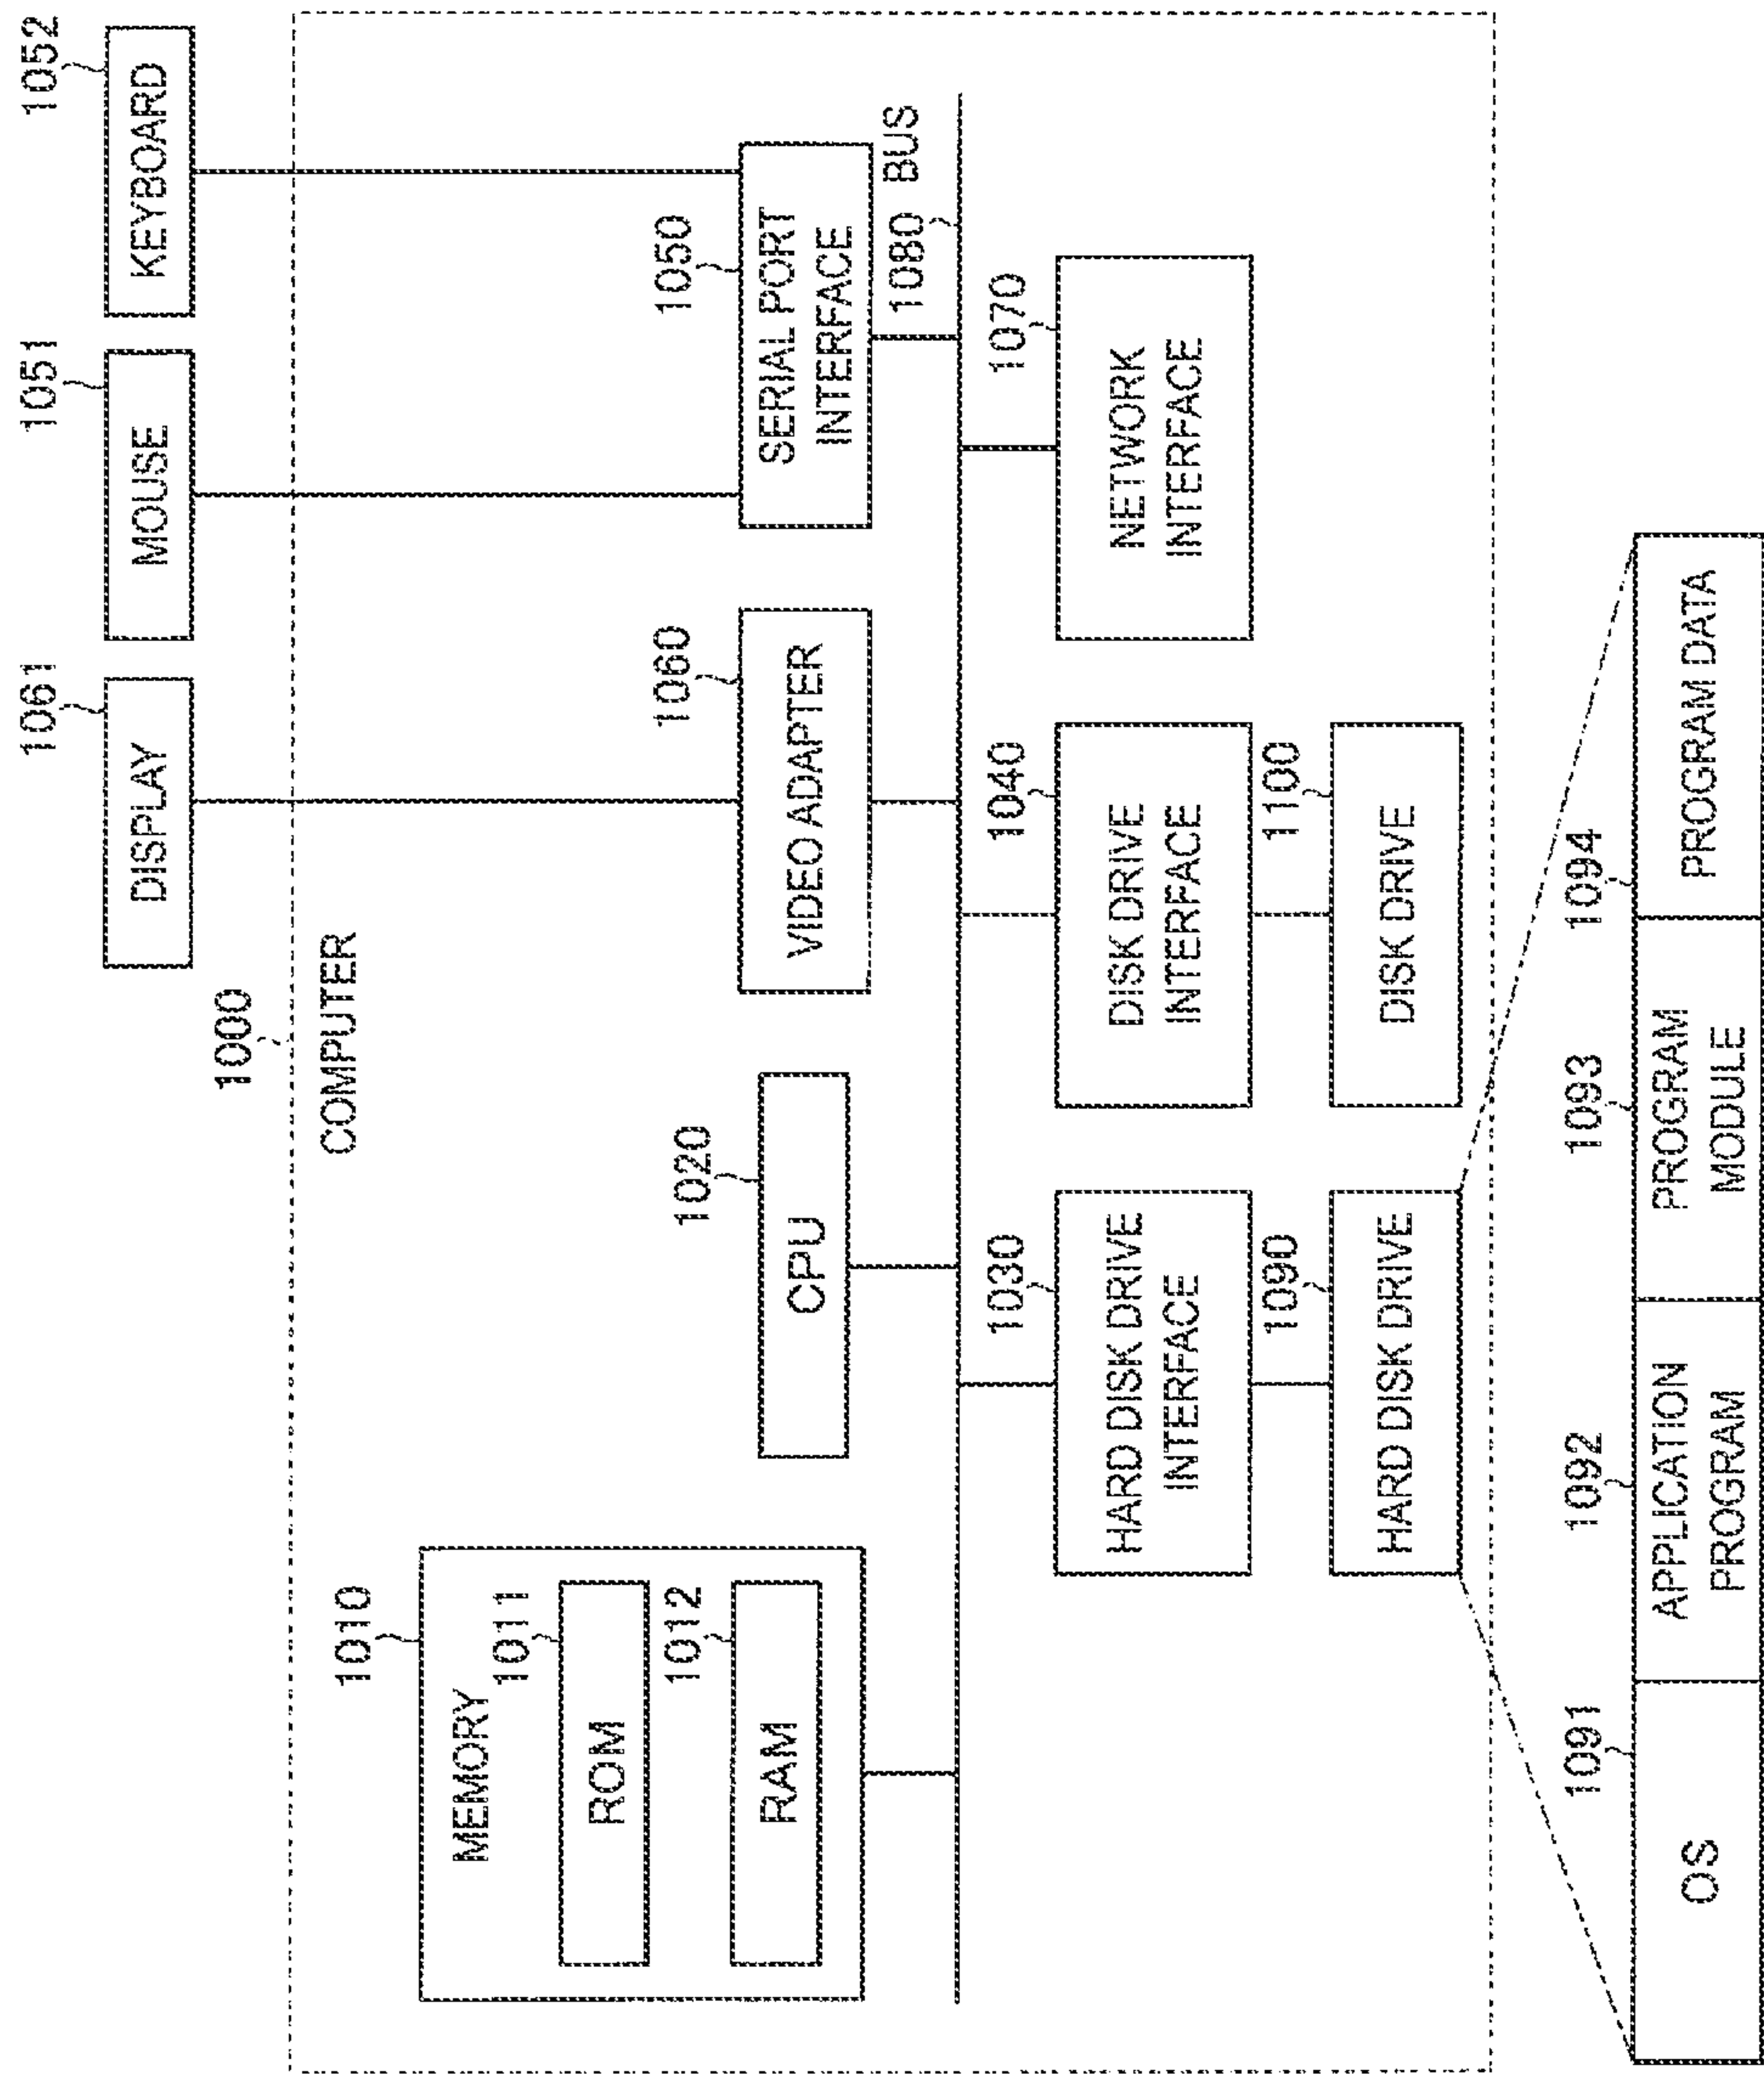 1061
DISPLAY
1051
MOUSE
1052
KEYBOARD
1000
COMPUTER
1010
MEMORY
1011
ROM
1012
RAM
1020
CPU
1060
VIDEO ADAPTER
1050
SERIAL PORT
INTERFACE
1080
BUS
1030
HARD DISK DRIVE
INTERFACE
1040
DISK DRIVE
INTERFACE
1070
NETWORK
INTERFACE
1090
HARD DISK DRIVE
1100
DISK DRIVE
1091
OS
1092
APPLICATION
PROGRAM
1093
PROGRAM
MODULE
1094
PROGRAM DATA